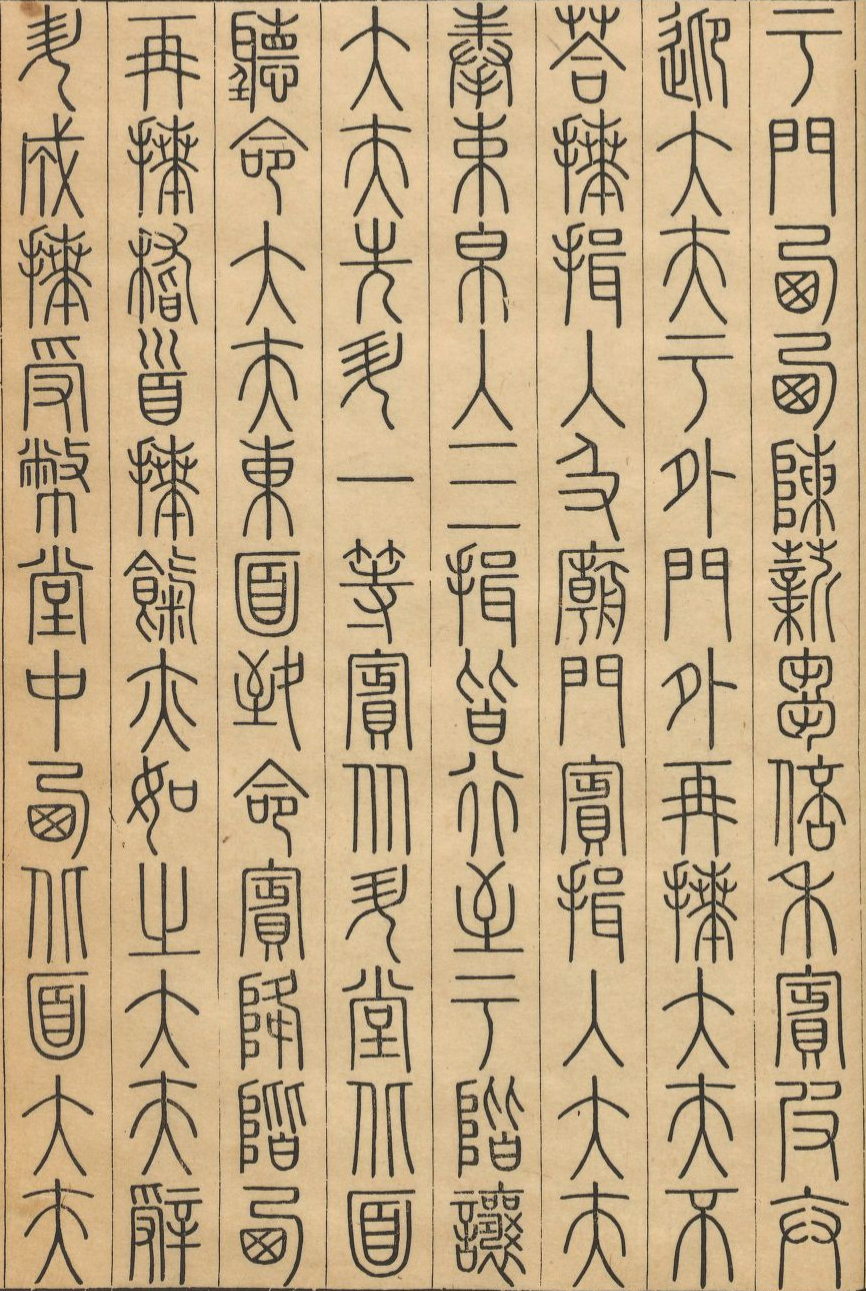 于門西西陳薪芻倍禾賓皮弁
迎大夫于外門外再拜大夫不
荅拜揖入及廟門賓揖入大夫
奉束帛入三揖皆行至于階讓
大夫先升一等賓从升堂北面
聽命大夫東面致命賓降階西
再拜稽首拜餼亦如之大夫辭
升成拜受幣堂中西北面大夫